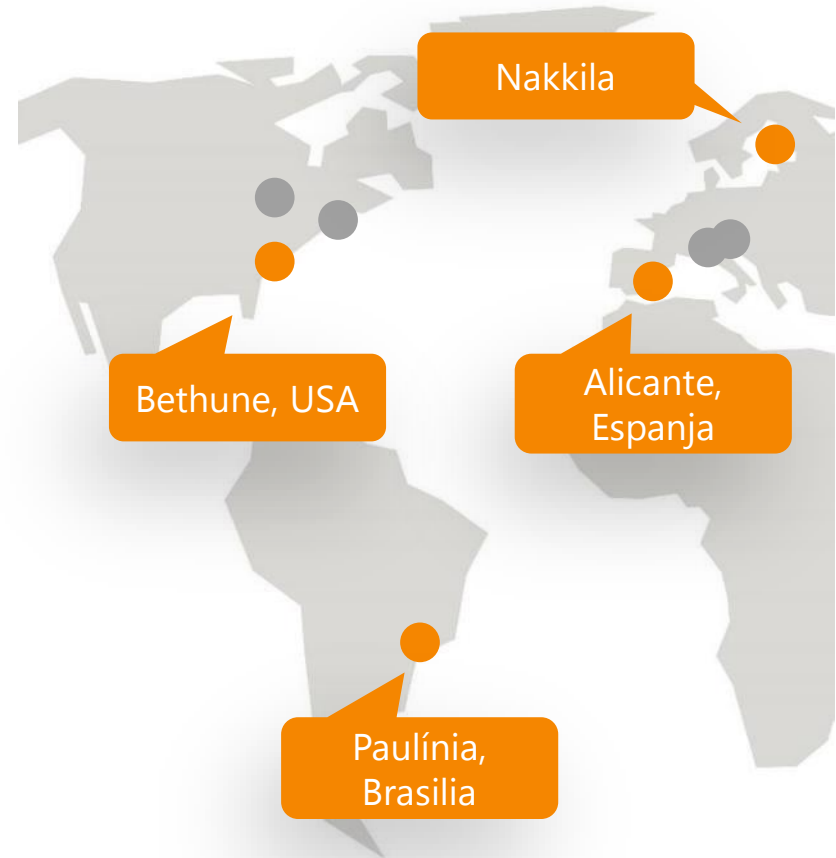 Nakkila
Bethune, USA
Alicante,
Espanja
Paulínia,
Brasilia